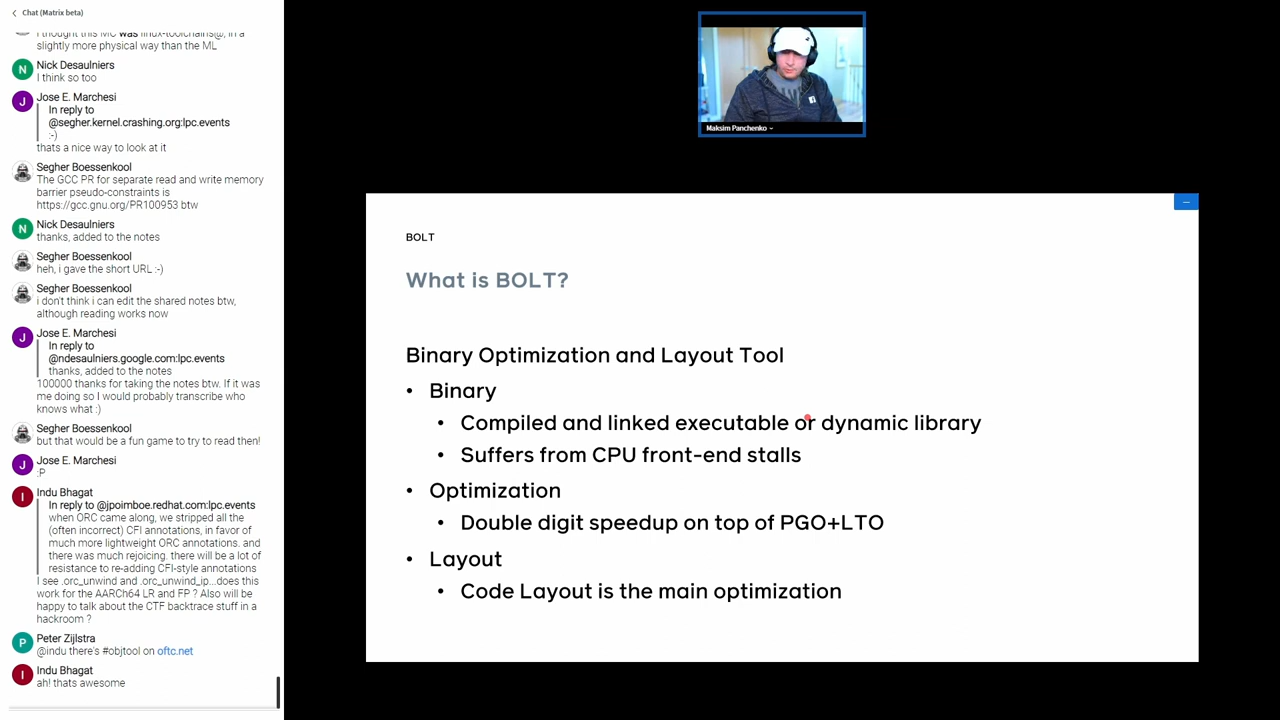 Chat (Matrix beta)
I thought this MC was linux-toolchains@, in a
slightly more physical way than the ML
Nick Desaulniers
I think so too
Jose E. Marchesi
In reply to
@segher.kernel.crashing.org:lpc.events
:-)
thats a nice way to look at it
Segher Boessenkool
The GCC PR for separate read and write memory
barrier pseudo-constraints is
https://gcc.gnu.org/PR100953 btw
Nick Desaulniers
thanks, added to the notes
Segher Boessenkool
heh, i gave the short URL :-)
Segher Boessenkool
i don't think i can edit the shared notes btw,
although reading works now
Jose E. Marchesi
In reply to
@ndesaulniers.google.com:lpc.events
thanks, added to the notes
100000 thanks for taking the notes btw. If it was
me doing so I would probably transcribe who
knows what :)
Segher Boessenkool
but that would be a fun game to try to read then!
Jose E. Marchesi
:P
Indu Bhagat
In reply to @jpoimboe.redhat.com:lpc.events
when ORC came along, we stripped all the
(often incorrect) CFI annotations, in favor of
much more lightweight ORC annotations. and
there was much rejoicing. there will be a lot of
resistance to re-adding CFI-style annotations
I see .orc_unwind and .orc_unwind_ip...does this
work for the AARCh64 LR and FP ? Also will be
happy to talk about the CTF backtrace stuff in a
hackroom ?
Peter Zijlstra
@indu there's #objtool on oftc.net
Indu Bhagat
ah! thats awesome
N
J
N
J
J
I
P
I
Maksim Panchenko
BOLT
What is BOLT?
Binary Optimization and Layout Tool
• Binary
• Compiled and linked executable or dynamic library
• Suffers from CPU front-end stalls
• Optimization
• Double digit speedup on top of PGO+LTO
• Layout
• Code Layout is the main optimization